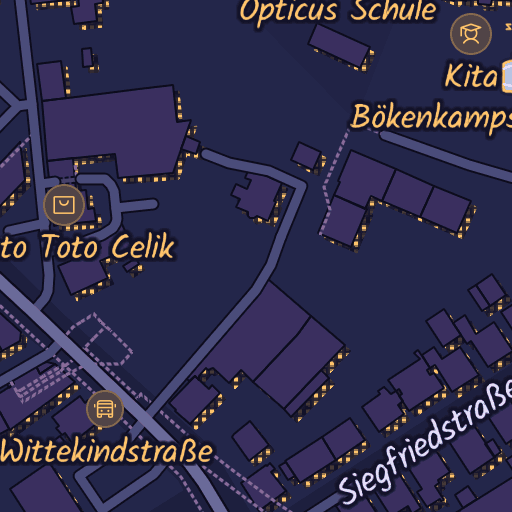 Opticus Schule
Kita
Bökenkamps
to Toto Celik
Wittekindstraße
Siegfriedstraße